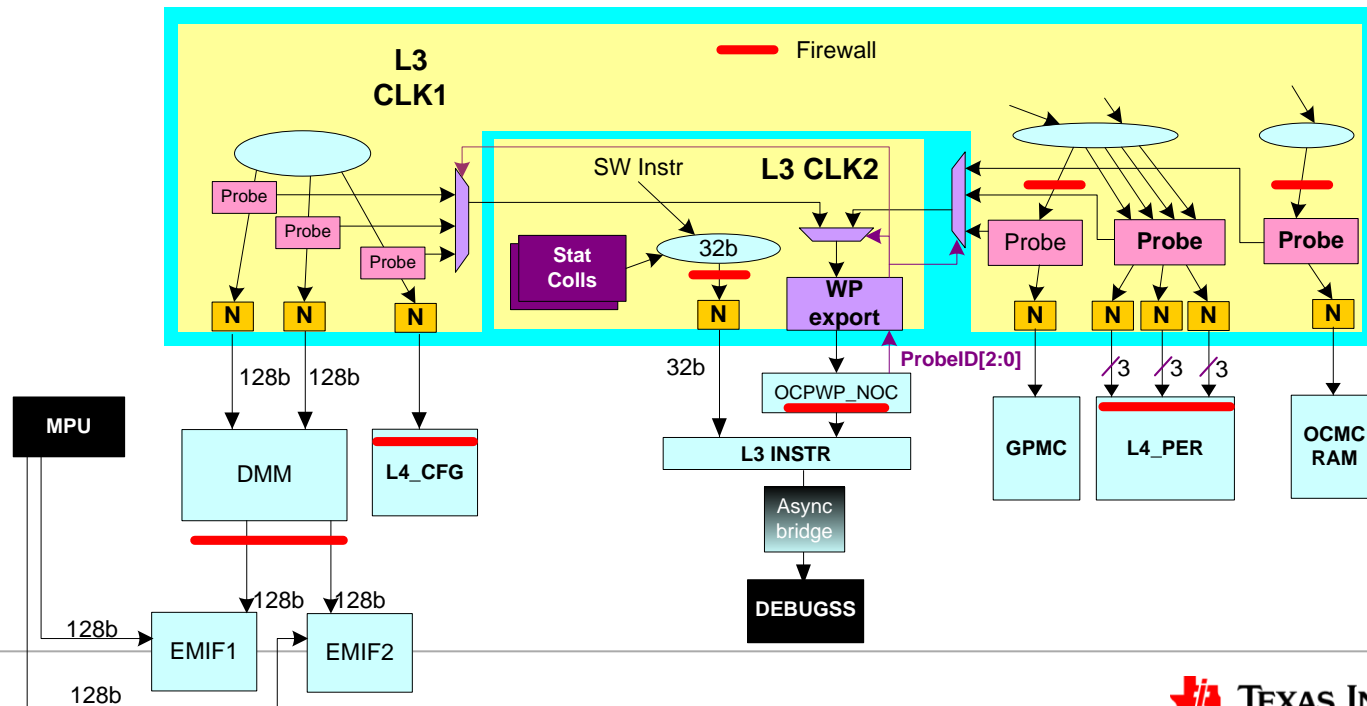 Firewall
L3
CLK1
SW Instr
L3 CLK2
Probe
Probe
Probe
32b
Stat
Colls
Probe
Probe
Probe
WP
export
N
N
N
N
N
N
N
N
N
ProbeID[2:0]
128b
128b
32b
3
3
3
OCPWP_NOC
MPU
DMM
L4_CFG
L3 INSTR
GPMC
L4_PER
OCMC
RAM
Async
bridge
128b
128b
DEBUGSS
128b
EMIF1
EMIF2
128b
TEXAS IN